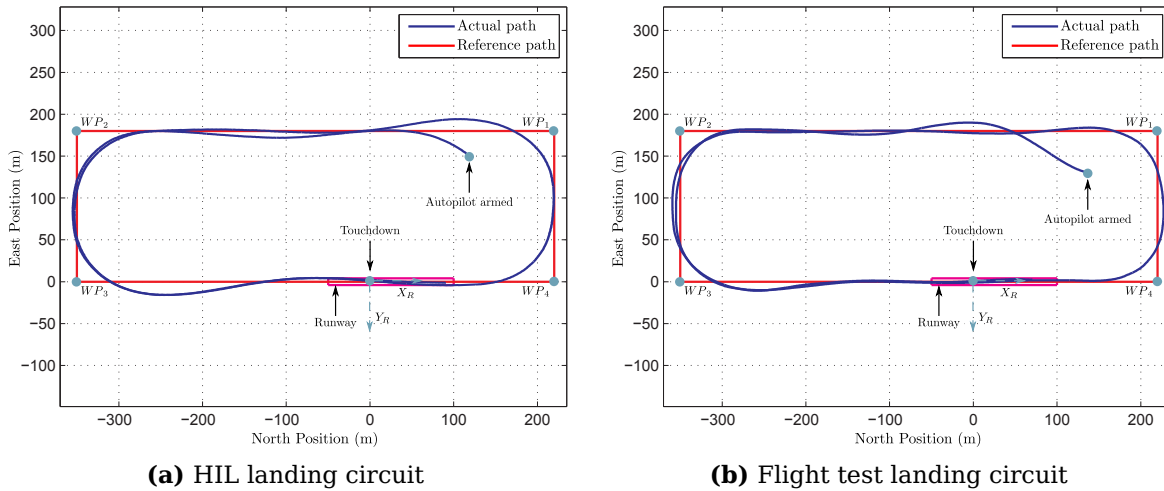 Actual path
Reference path
300
250
200
150
100
50
0
−50
−100
East Position (m)
−300
−200
−100
0
100
200
North Position (m)
WP2
WP1
WP3
WP4
Autopilot armed
Touchdown
XR
YR
Runway
(a) HIL landing circuit
Actual path
Reference path
300
250
200
150
100
50
0
−50
−100
East Position (m)
−300
−200
−100
0
100
200
North Position (m)
WP2
WP1
WP3
WP4
Autopilot armed
Touchdown
XR
YR
Runway
(b) Flight test landing circuit